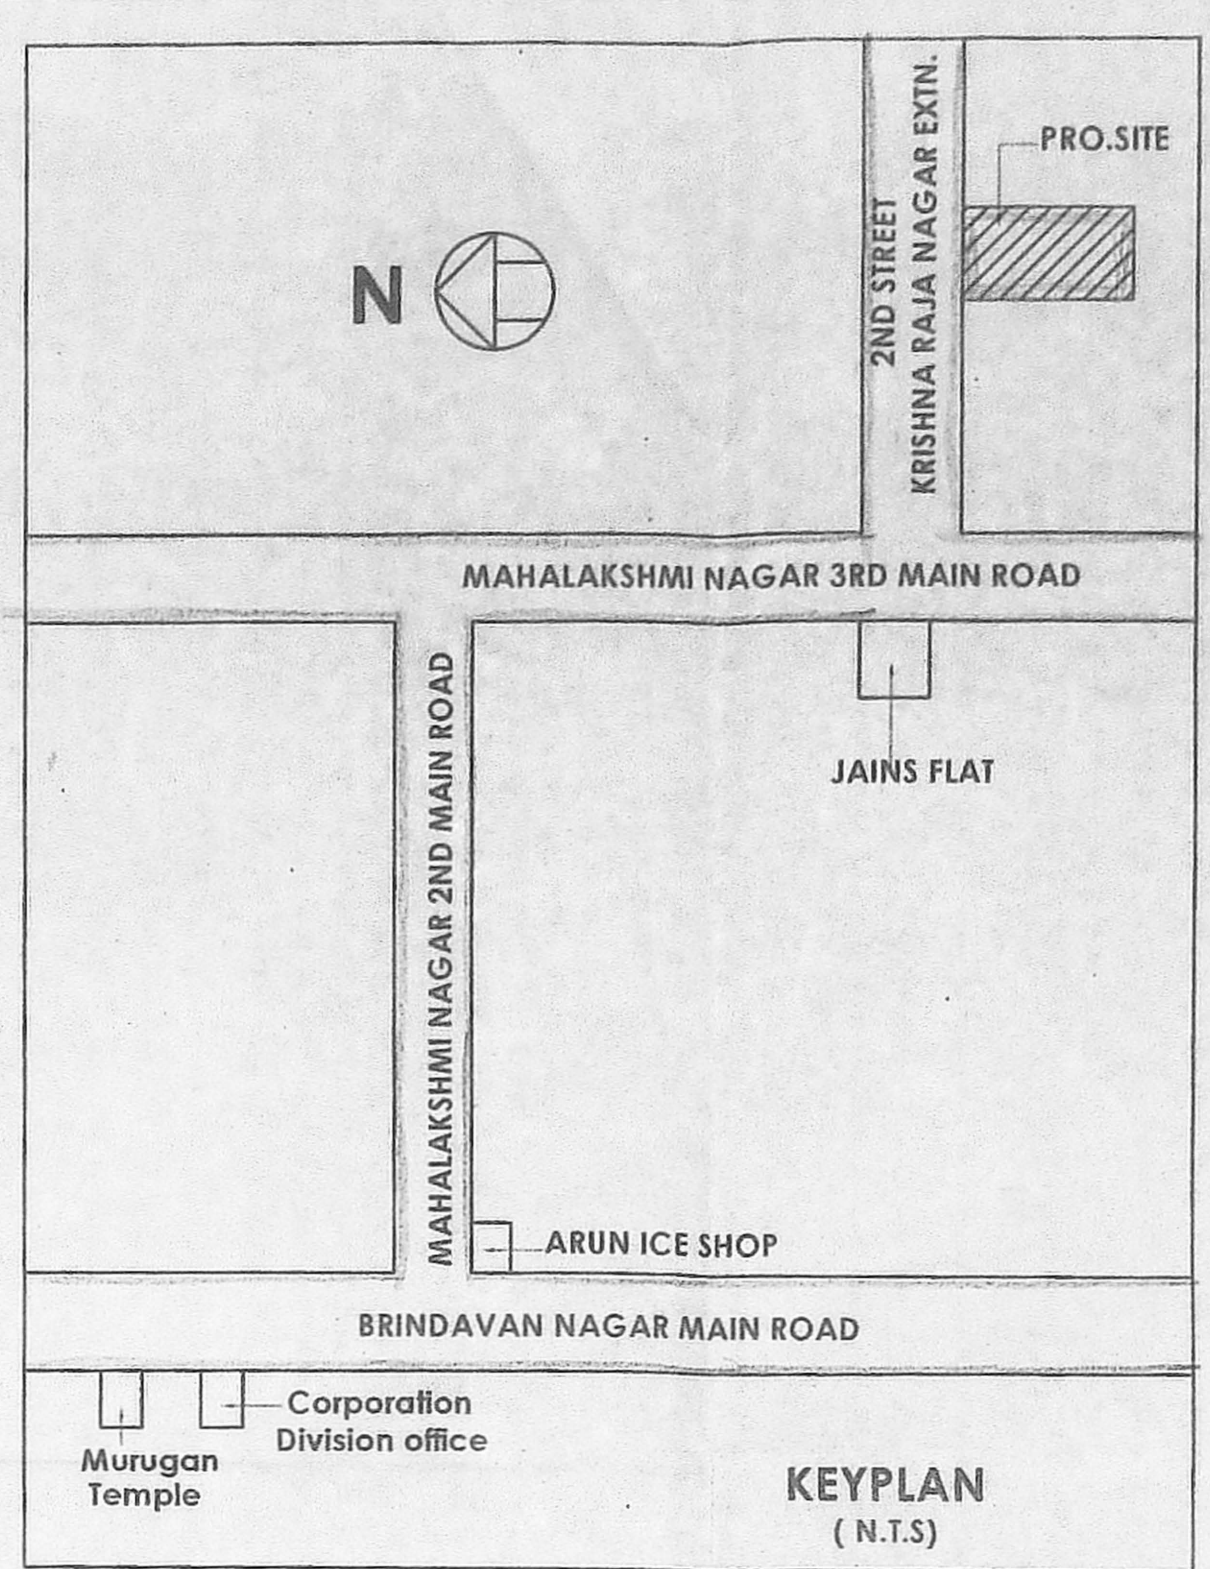 PRO.SITE
2ND STREET
KRISHNA RAJA NAGAR EXTN.
N
MAHALAKSHMI NAGAR 3RD MAIN ROAD
JAINS FLAT
MAHALAKSHMI NAGAR 2ND MAIN ROAD
ARUN ICE SHOP
BRINDAVAN NAGAR MAIN ROAD
Corporation
Division office
Murugan
Temple
KEYPLAN
( N.T.S)